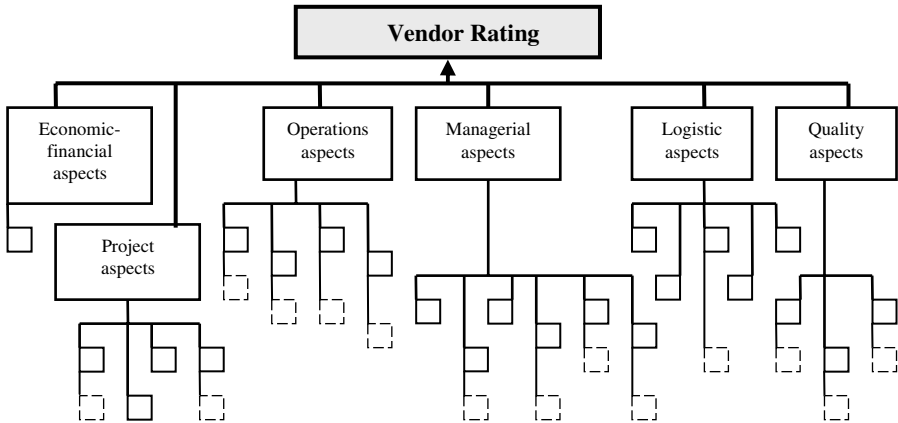 Vendor Rating
Economic-
financial
aspects
Operations
aspects
Managerial
aspects
Logistic
aspects
Quality
aspects
Project
aspects